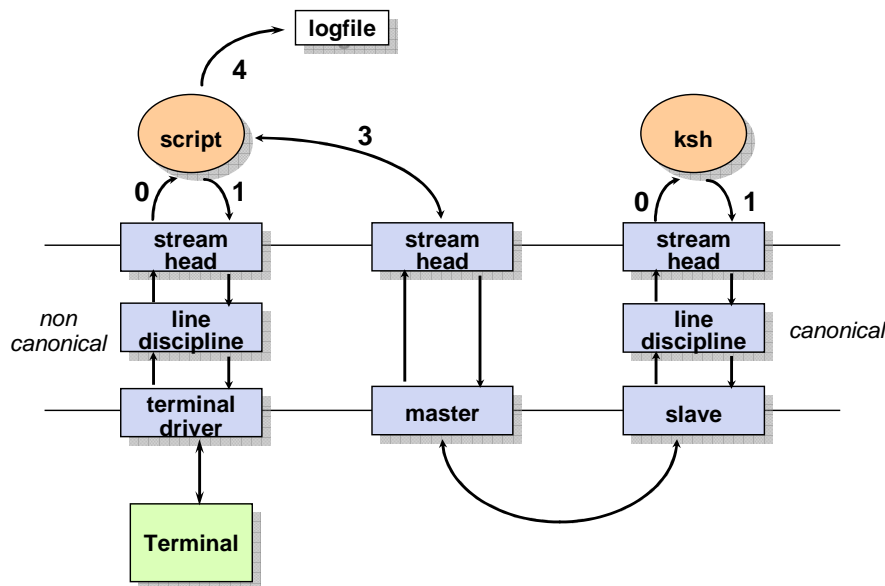 logfile
4
script
3
ksh
0
1
0
1
stream
head
stream
head
stream
head
non
canonical
line
discipline
line
discipline
canonical
terminal
driver
master
slave
Terminal